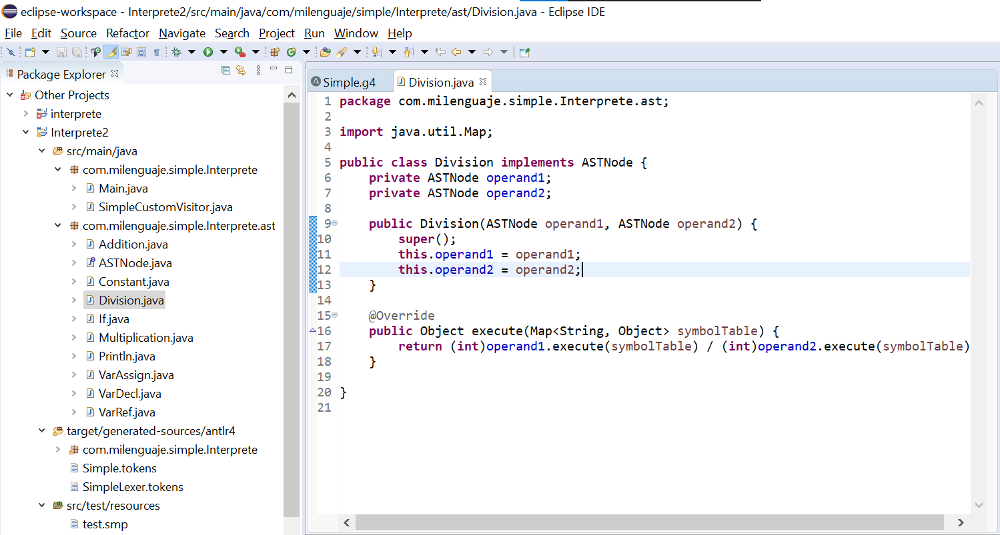 eclipse-workspace - Interprete2/src/main/java/com/milenguaje/simple/Interprete/ast/Division.java - Eclipse IDE
File Edit Source Refactor Navigate Search Project Run Window Help
Package Explorer
Other Projects
interprete
Interprete2
src/main/java
com.milenguaje.simple.Interprete
Main.java
SimpleCustomVisitor.java
com.milenguaje.simple.Interprete.ast
Addition.java
ASTNode.java
Constant.java
Division.java
If.java
Multiplication.java
Println.java
VarAssign.java
VarDecl.java
VarRef.java
target/generated-sources/antlr4
com.milenguaje.simple.Interprete
Simple.tokens
SimpleLexer.tokens
src/test/resources
test.smp
Simple.g4 Division.java
1 package com.milenguaje.simple.Interprete.ast;
2
3 import java.util.Map;
4
5 public class Division implements ASTNode {
6 private ASTNode operand1;
7 private ASTNode operand2;
8
9 public Division(ASTNode operand1, ASTNode operand2) {
10 super();
11 this.operand1 = operand1;
12 this.operand2 = operand2;
13 }
14
15 @Override
16 public Object execute(Map<String, Object> symbolTable) {
17 return (int)operand1.execute(symbolTable) / (int)operand2.execute(symbolTable)
18 }
19
20 }
21